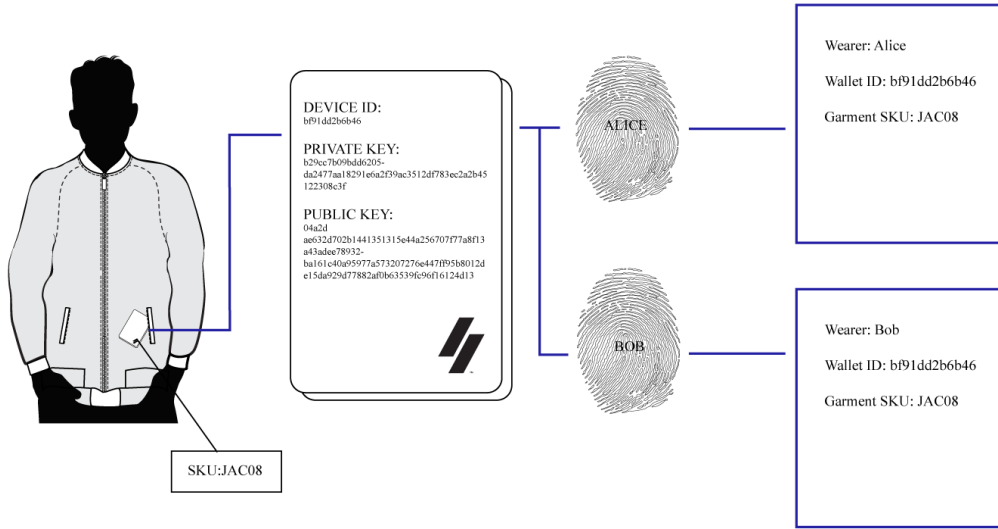 SKU:JAC08
DEVICE ID:
bf91dd2b6b46
PRIVATE KEY:
b29cc7b09bdd6205-
da2477aa18291e6a2f39ac3512df783ec2a2b45
122308c3f
PUBLIC KEY:
04a2d
ae632d702b1441351315e44a256707f77a8f13
a43adee78932-
ba161c40a95977a573207276e447ff95b8012d
e15da929d77882af0b63539fc96f16124d13
ALICE
Wearer: Alice
Wallet ID: bf91dd2b6b46
Garment SKU: JAC08
BOB
Wearer: Bob
Wallet ID: bf91dd2b6b46
Garment SKU: JAC08